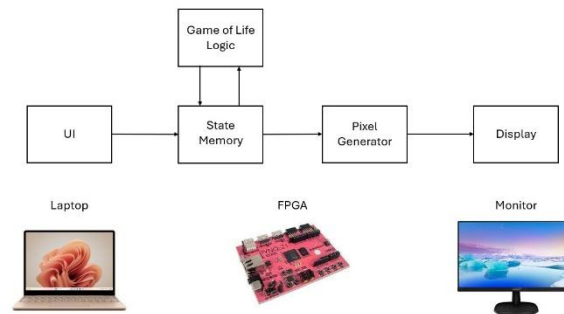 Game of Life
Logic
UI
State
Memory
Pixel
Generator
Display
Laptop
FPGA
Monitor